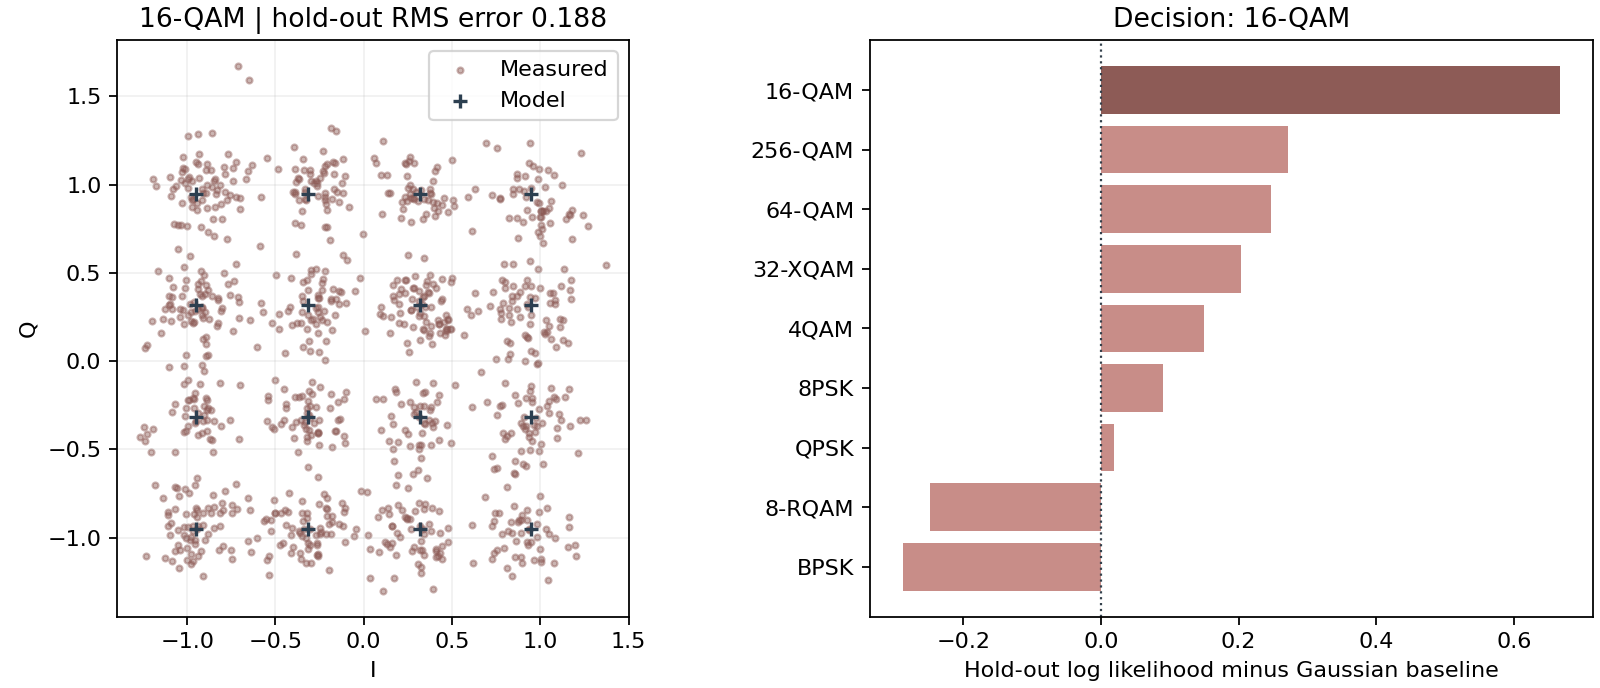 16-QAM | hold-out RMS error 0.188
Measured
Model
1.5
1.0
0.5
0.0
−0.5
−1.0
Q
−1.0
−0.5
0.0
0.5
1.0
1.5
I
Decision: 16-QAM
16-QAM
256-QAM
64-QAM
32-XQAM
4QAM
8PSK
QPSK
8-RQAM
BPSK
−0.2
0.0
0.2
0.4
0.6
Hold-out log likelihood minus Gaussian baseline